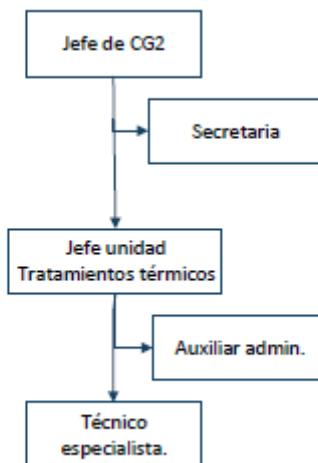 Jefe de CG2
Secretaria
Jefe unidad
Tratamientos térmicos
Auxiliar admin.
Técnico
especialista.